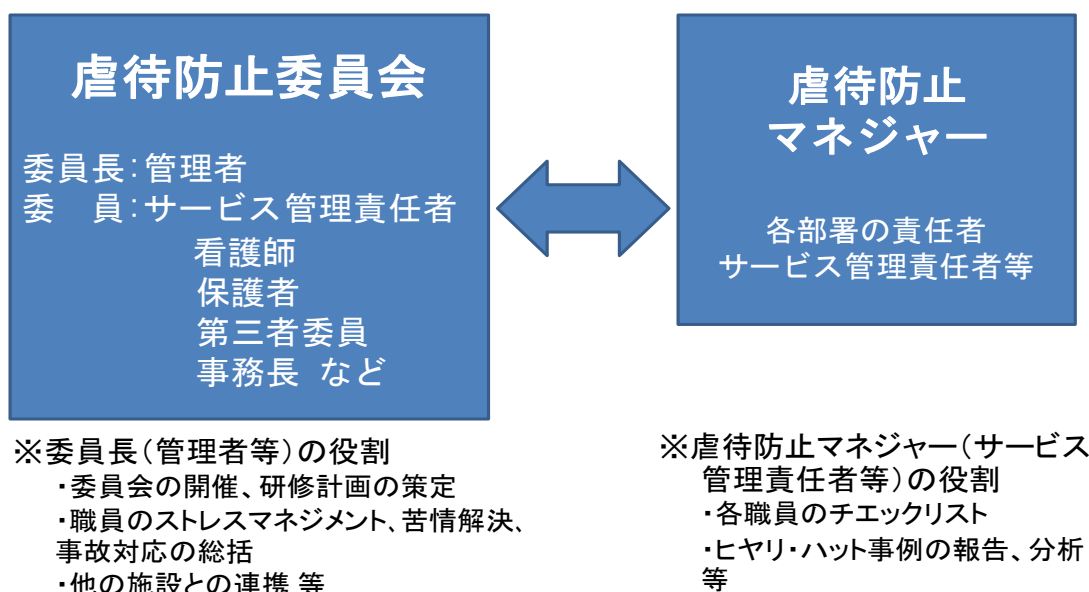 虐待防止委員会
委員長:管理者
委　員:サービス管理責任者
看護師
保護者
第三者委員
事務長 など
虐待防止
マネジャー
各部署の責任者
サービス管理責任者等
※委員長(管理者等)の役割
・委員会の開催、研修計画の策定
・職員のストレスマネジメント、苦情解決、
事故対応の総括
・他の施設との連携 等
※虐待防止マネジャー(サービス
管理責任者等)の役割
・各職員のチエックリスト
・ヒヤリ・ハット事例の報告、分析
等